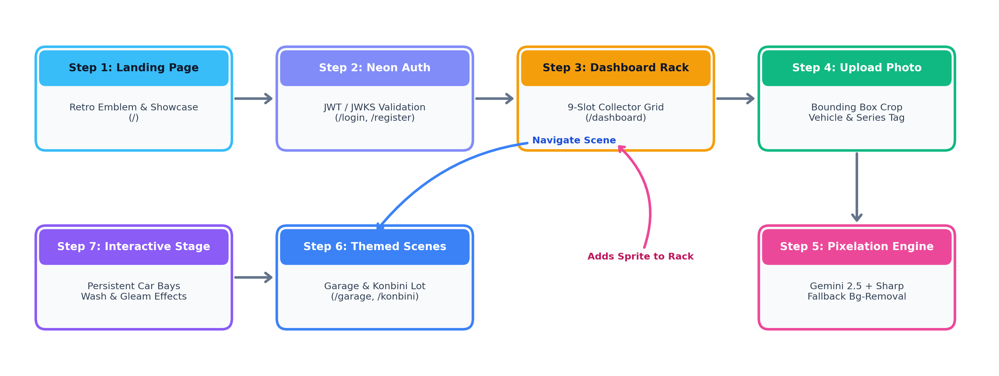 Step 1: Landing Page
Retro Emblem & Showcase
(/)
Step 2: Neon Auth
JWT / JWKS Validation
(/login, /register)
Step 3: Dashboard Rack
9-Slot Collector Grid
(/dashboard)
Navigate Scene
Step 4: Upload Photo
Bounding Box Crop
Vehicle & Series Tag
Step 7: Interactive Stage
Persistent Car Bays
Wash & Gleam Effects
Step 6: Themed Scenes
Garage & Konbini Lot
(/garage, /konbini)
Adds Sprite to Rack
Step 5: Pixelation Engine
Gemini 2.5 + Sharp
Fallback Bg-Removal